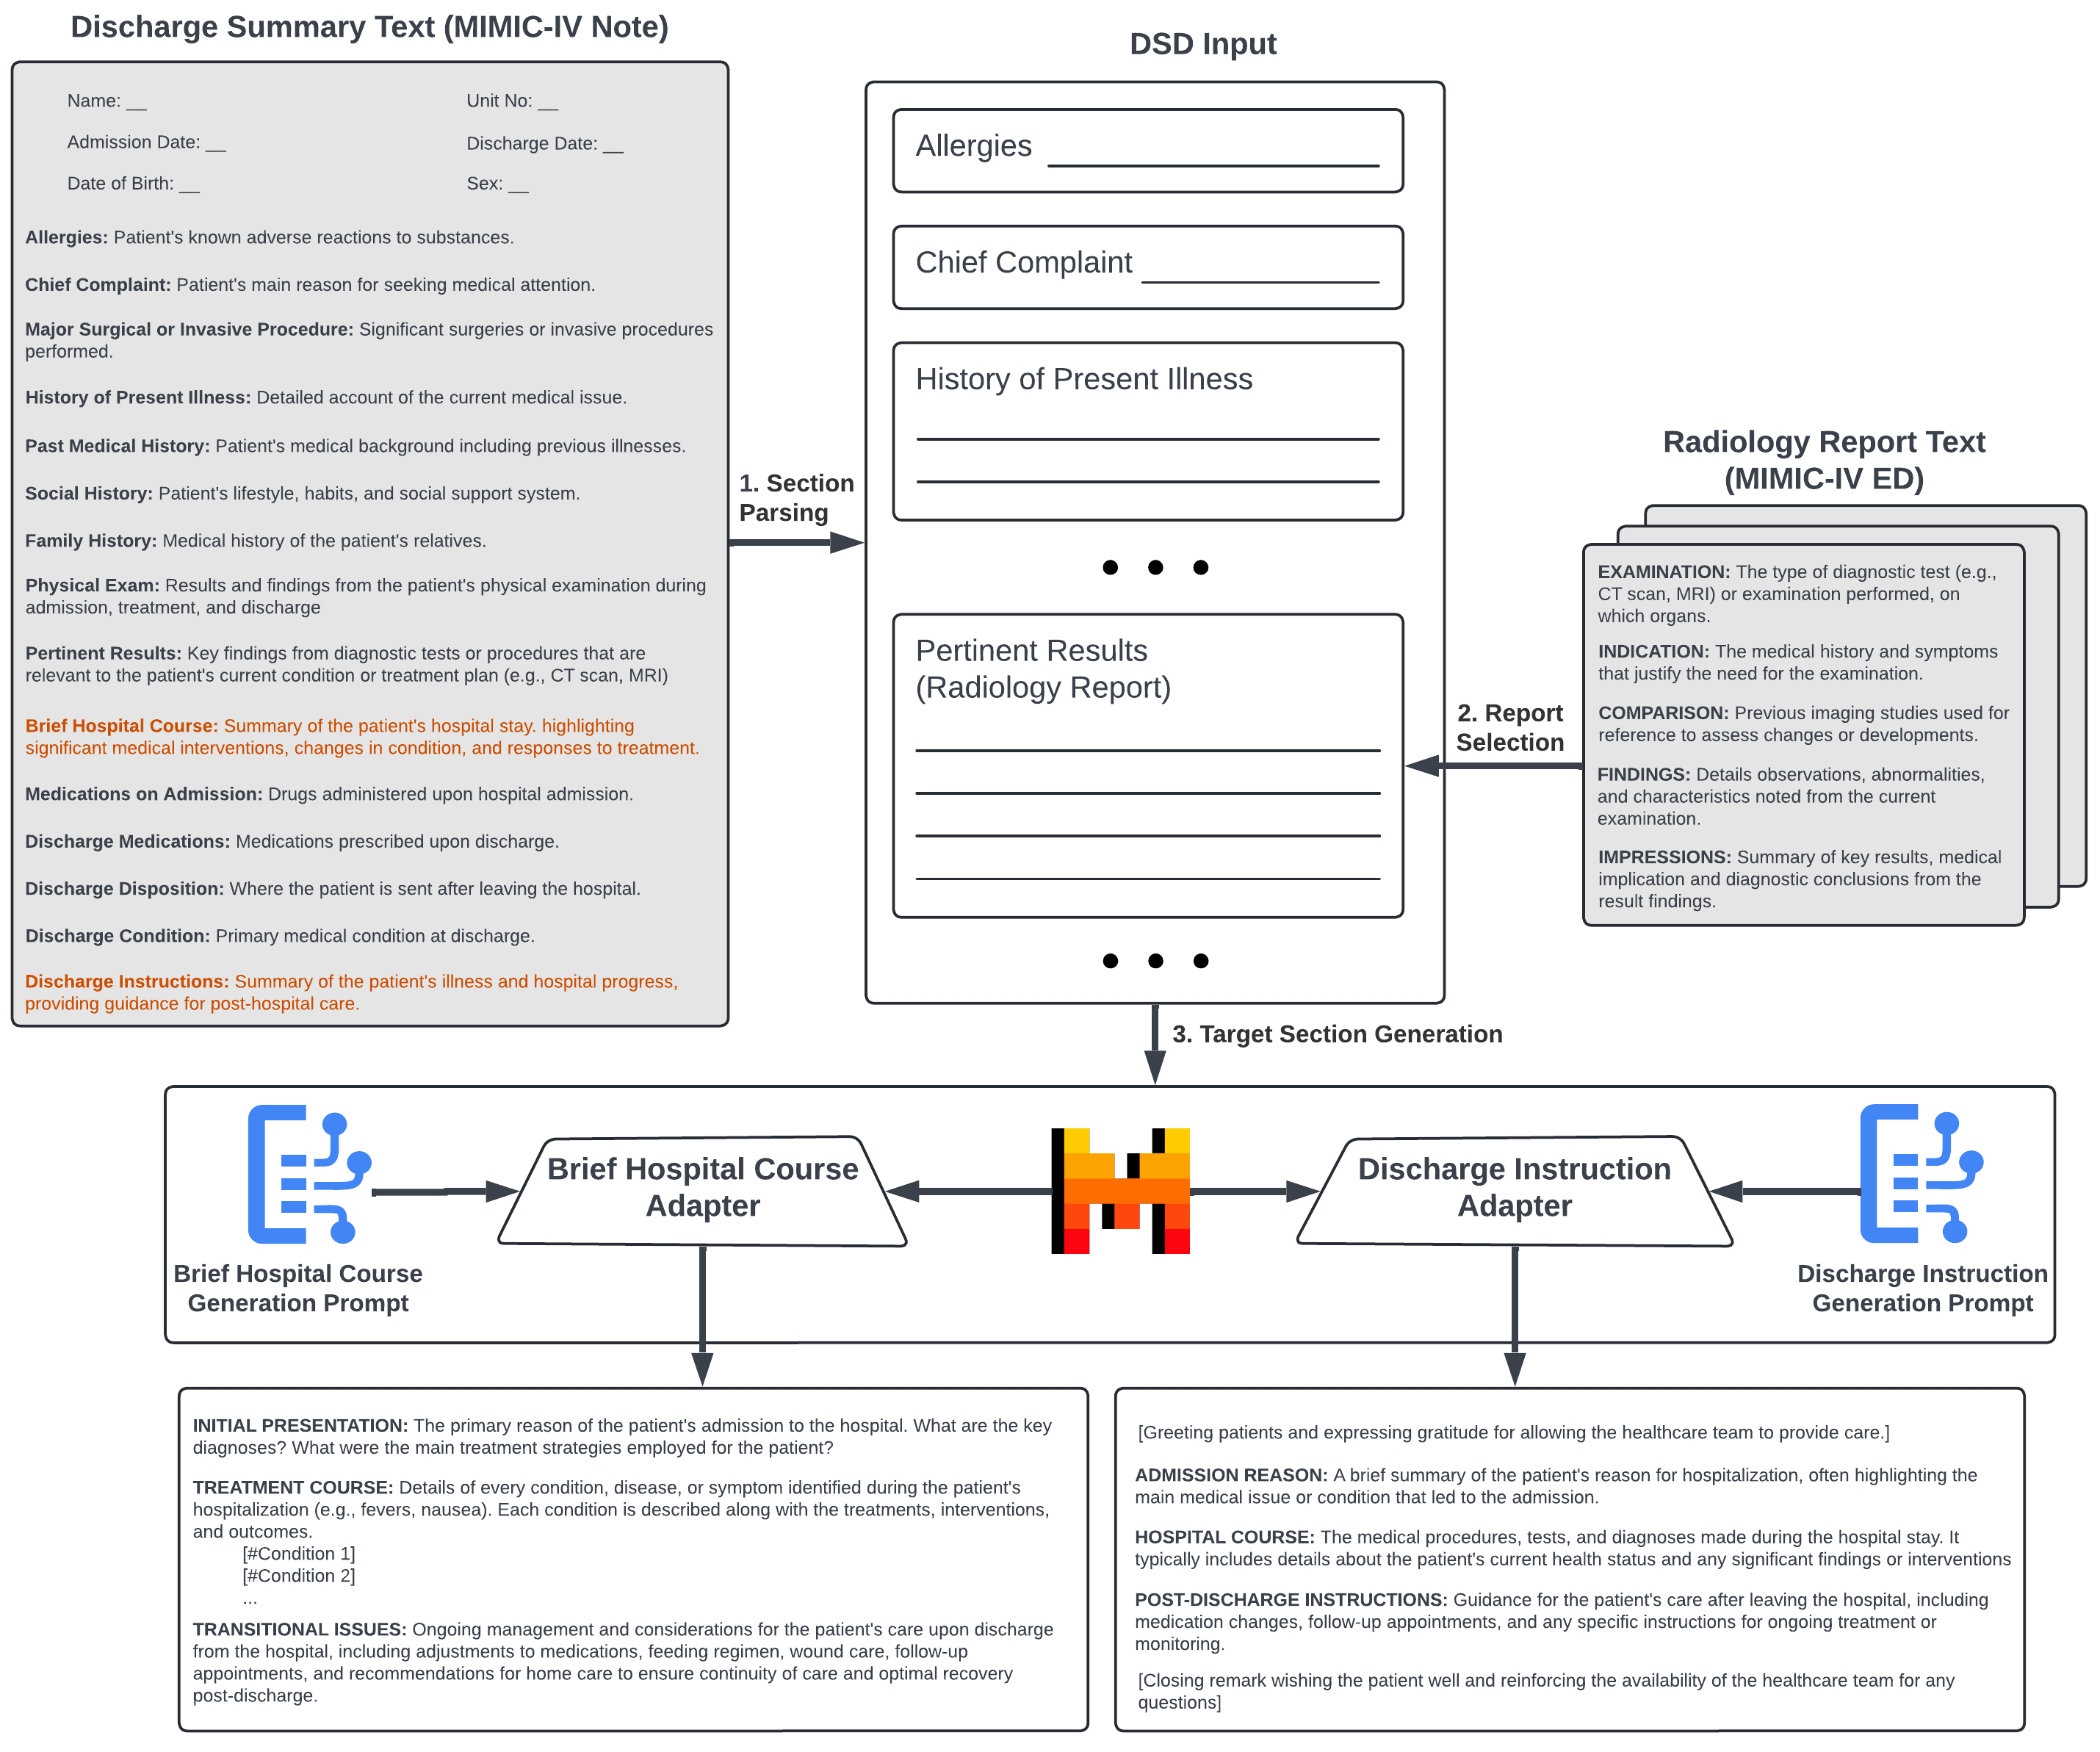 Discharge Summary Text (MIMIC-IV Note)
Name: __
Unit No: __
Admission Date: __
Discharge Date: __
Date of Birth: __
Sex: __
Allergies: Patient's known adverse reactions to substances.
Chief Complaint: Patient's main reason for seeking medical attention.
Major Surgical or Invasive Procedure: Significant surgeries or invasive procedures
performed.
History of Present Illness: Detailed account of the current medical issue.
Past Medical History: Patient's medical background including previous illnesses.
Social History: Patient's lifestyle, habits, and social support system.
Family History: Medical history of the patient's relatives.
Physical Exam: Results and findings from the patient's physical examination during
admission, treatment, and discharge
Pertinent Results: Key findings from diagnostic tests or procedures that are
relevant to the patient's current condition or treatment plan (e.g., CT scan, MRI)
Brief Hospital Course: Summary of the patient's hospital stay. highlighting
significant medical interventions, changes in condition, and responses to treatment.
Medications on Admission: Drugs administered upon hospital admission.
Discharge Medications: Medications prescribed upon discharge.
Discharge Disposition: Where the patient is sent after leaving the hospital.
Discharge Condition: Primary medical condition at discharge.
Discharge Instructions: Summary of the patient's illness and hospital progress,
providing guidance for post-hospital care.
1. Section
Parsing
DSD Input
Allergies
Chief Complaint
History of Present Illness
Pertinent Results
(Radiology Report)
2. Report
Selection
Radiology Report Text
(MIMIC-IV ED)
EXAMINATION: The type of diagnostic test (e.g.,
CT scan, MRI) or examination performed, on
which organs.
INDICATION: The medical history and symptoms
that justify the need for the examination.
COMPARISON: Previous imaging studies used for
reference to assess changes or developments.
FINDINGS: Details observations, abnormalities,
and characteristics noted from the current
examination.
IMPRESSIONS: Summary of key results, medical
implication and diagnostic conclusions from the
result findings.
3. Target Section Generation
Brief Hospital Course
Generation Prompt
Brief Hospital Course
Adapter
Discharge Instruction
Adapter
Discharge Instruction
Generation Prompt
INITIAL PRESENTATION: The primary reason of the patient's admission to the hospital. What are the key
diagnoses? What were the main treatment strategies employed for the patient?
TREATMENT COURSE: Details of every condition, disease, or symptom identified during the patient's
hospitalization (e.g., fevers, nausea). Each condition is described along with the treatments, interventions,
and outcomes.
[#Condition 1]
[#Condition 2]
...
TRANSITIONAL ISSUES: Ongoing management and considerations for the patient's care upon discharge
from the hospital, including adjustments to medications, feeding regimen, wound care, follow-up
appointments, and recommendations for home care to ensure continuity of care and optimal recovery
post-discharge.
[Greeting patients and expressing gratitude for allowing the healthcare team to provide care.]
ADMISSION REASON: A brief summary of the patient's reason for hospitalization, often highlighting the
main medical issue or condition that led to the admission.
HOSPITAL COURSE: The medical procedures, tests, and diagnoses made during the hospital stay. It
typically includes details about the patient's current health status and any significant findings or interventions
POST-DISCHARGE INSTRUCTIONS: Guidance for the patient's care after leaving the hospital, including
medication changes, follow-up appointments, and any specific instructions for ongoing treatment or
monitoring.
[Closing remark wishing the patient well and reinforcing the availability of the healthcare team for any
questions]